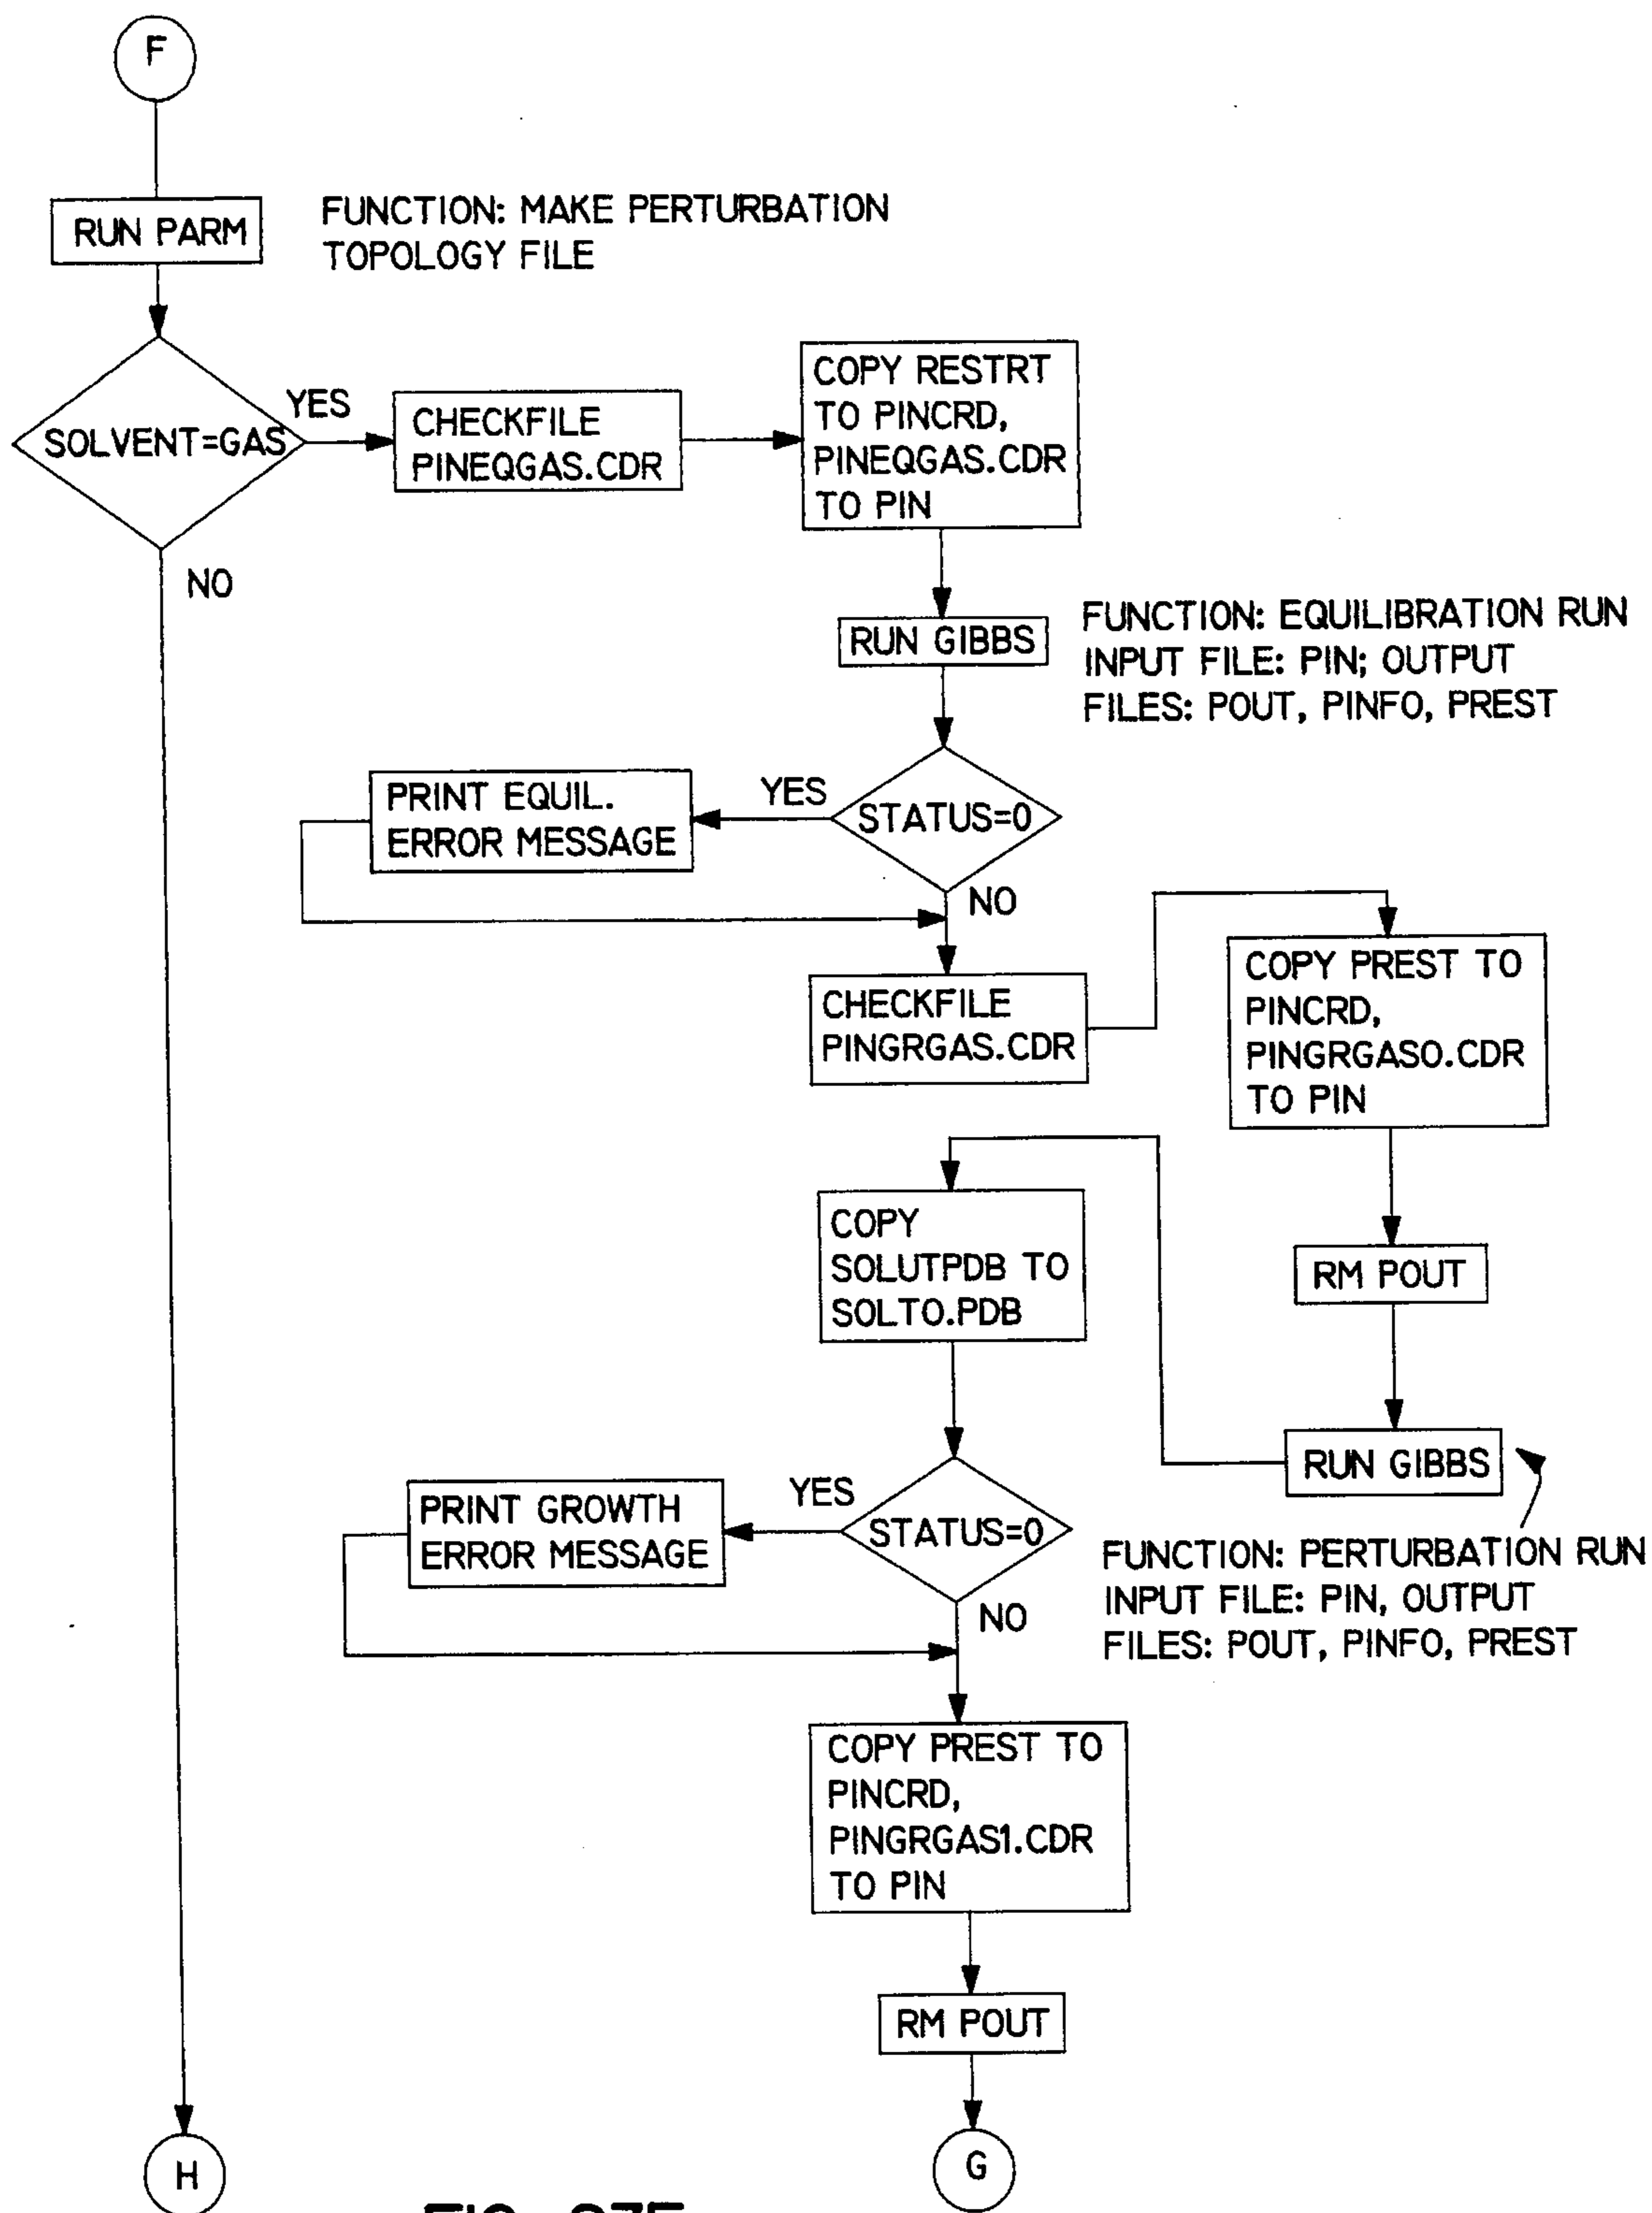 F
RUN PARM
FUNCTION: MAKE PERTURBATION
TOPOLOGY FILE
SOLVENT=GAS
YES
NO
CHECKFILE
PINEQGAS.CDR
COPY RESTRT
TO PINCRD,
PINEQGAS.CDR
TO PIN
RUN GIBBS
FUNCTION: EQUILIBRATION RUN
INPUT FILE: PIN; OUTPUT
FILES: POUT, PINFO, PREST
STATUS=0
YES
PRINT EQUIL.
ERROR MESSAGE
NO
CHECKFILE
PINGRGAS.CDR
COPY PREST TO
PINCRD,
PINGRGAS0.CDR
TO PIN
RM POUT
RUN GIBBS
FUNCTION: PERTURBATION RUN
INPUT FILE: PIN, OUTPUT
FILES: POUT, PINFO, PREST
COPY
SOLUTPDB TO
SOLTO.PDB
STATUS=0
YES
PRINT GROWTH
ERROR MESSAGE
NO
COPY PREST TO
PINCRD,
PINGRGAS1.CDR
TO PIN
RM POUT
H
G